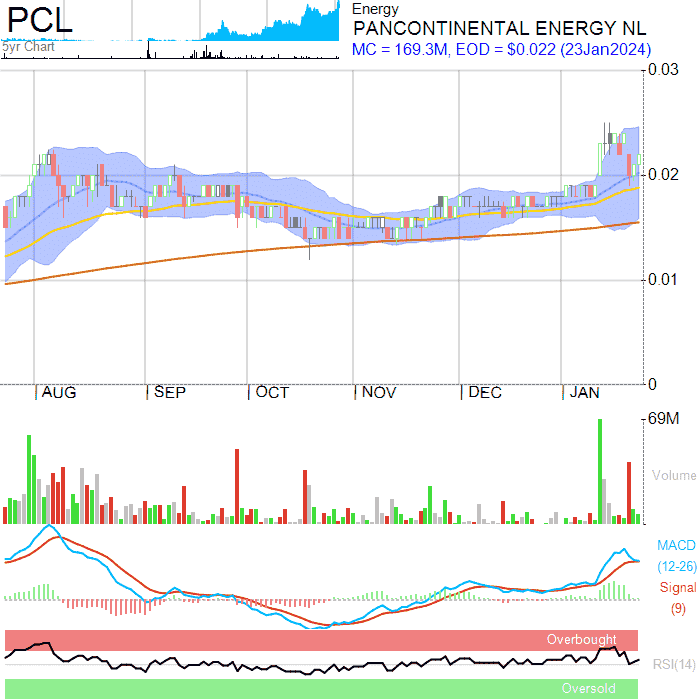 PCL
5yr Chart
Energy
PANCONTINENTAL ENERGY NL
MC = 169.3M, EOD = $0.022 (23Jan2024)
0.03
0.02
0.01
0
AUG SEP OCT NOV DEC JAN
69M
Volume
MACD
(12-26)
Signal
(9)
Overbought
RSI(14)
Oversold